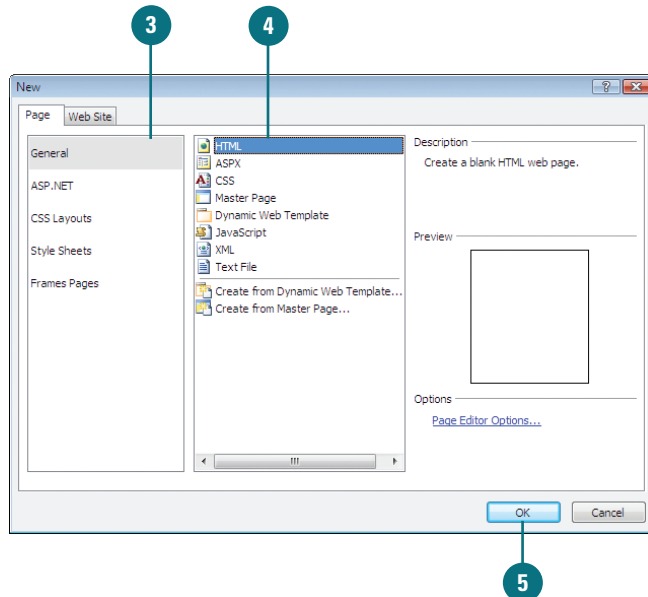 3
4
New
Page
Web Site
General
ASP.NET
CSS Layouts
Style Sheets
Frames Pages
HTML
ASPX
CSS
Master Page
Dynamic Web Template
JavaScript
XML
Text File
Create from Dynamic Web Template...
Create from Master Page...
Description
Create a blank HTML web page.
Preview
Options
Page Editor Options...
OK
Cancel
5